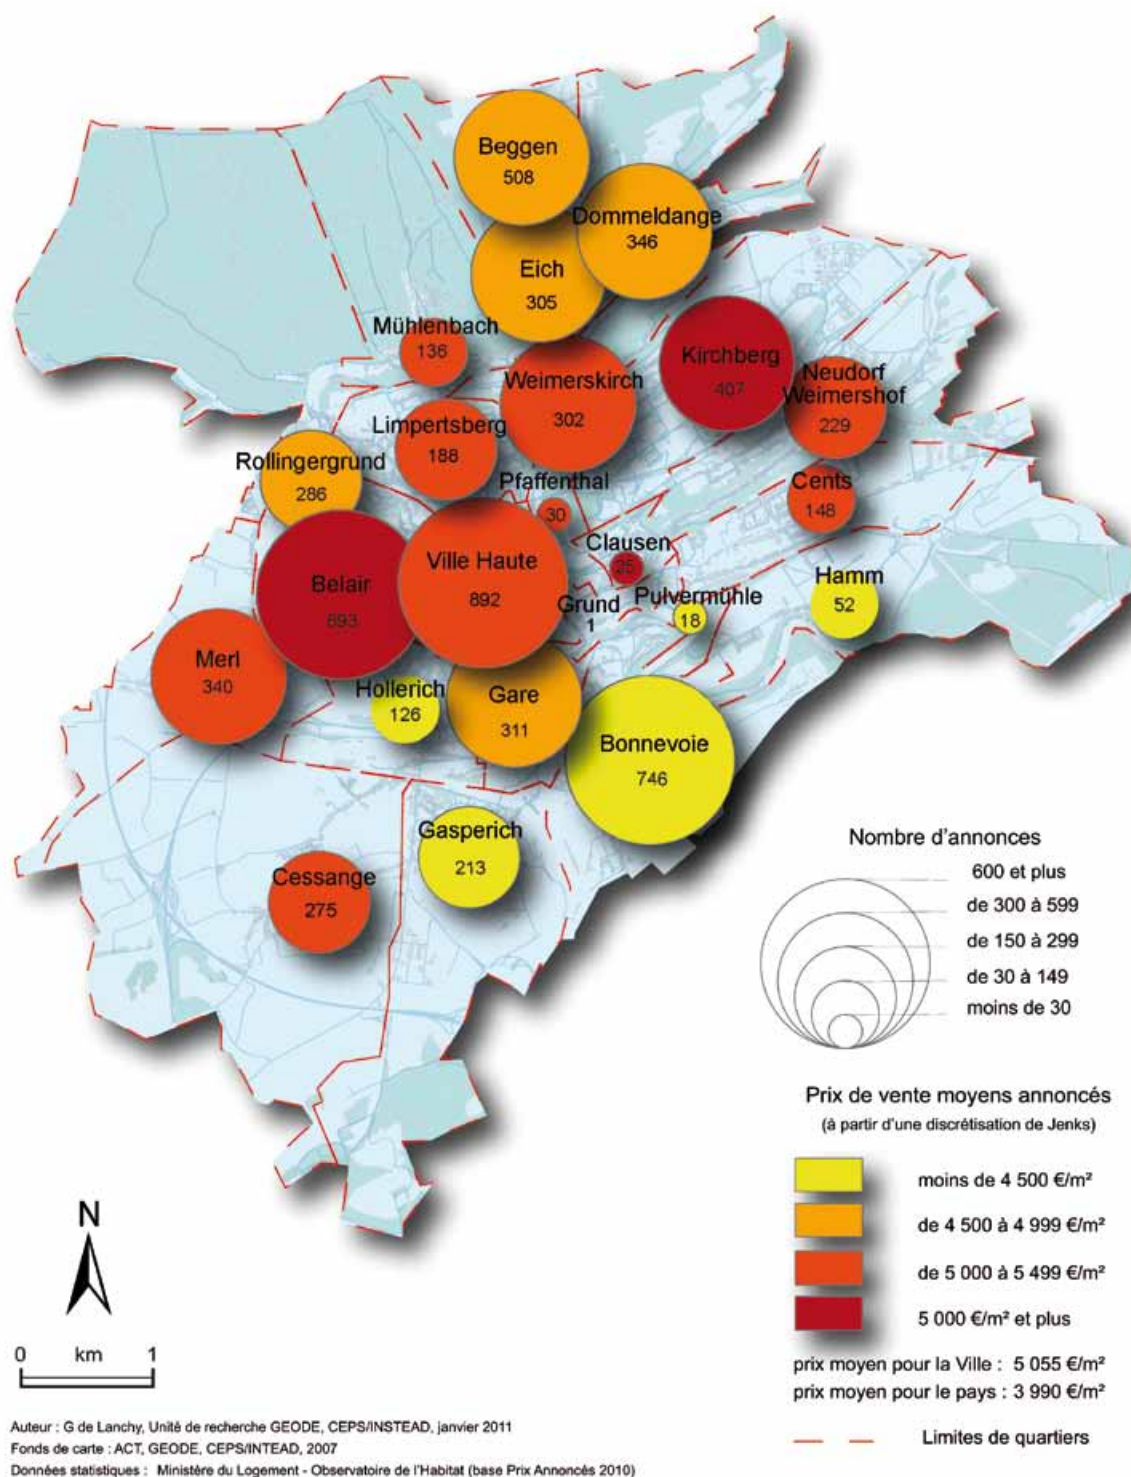 Beggen
508
Dommeldange
346
Eich
305
Mühlenbach
136
Kirchberg
407
Weimerskirch
302
Neudorf
Weimershof
229
Limpertsberg
188
Rollingergrund
286
Pfaffenthal
30
Cents
148
Clausen
25
Ville Haute
892
Belair
693
Hamm
52
Pulvermühle
18
Grund
1
Merl
340
Hollerich
126
Gare
311
Bonnevoie
746
Gasperich
213
Cessange
275
Nombre d'annonces
600 et plus
de 300 à 599
de 150 à 299
de 30 à 149
moins de 30
Prix de vente moyens annoncés
(à partir d'une discrétisation de Jenks)
moins de 4 500 €/m²
de 4 500 à 4 999 €/m²
de 5 000 à 5 499 €/m²
5 000 €/m² et plus
prix moyen pour la Ville : 5 055 €/m²
prix moyen pour le pays : 3 990 €/m²
Limites de quartiers
N
0 km 1
Auteur : G de Lanchy, Unité de recherche GEODE, CEPS/INSTEAD, janvier 2011
Fonds de carte : ACT, GEODE, CEPS/INTEAD, 2007
Données statistiques : Ministère du Logement - Observatoire de l'Habitat (base Prix Annoncés 2010)